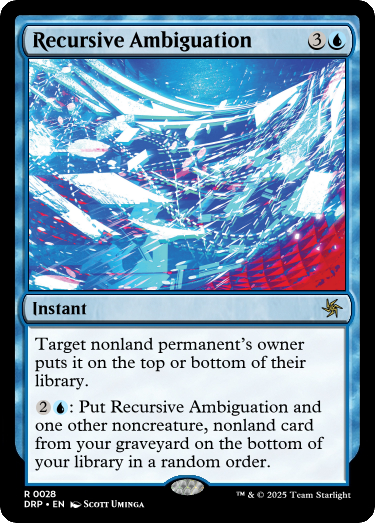 Recursive Ambiguation 3
Instant
Target nonland permanent's owner
puts it on the top or bottom of their
library.
2 : Put Recursive Ambiguation and
one other noncreature, nonland card
from your graveyard on the bottom of
your library in a random order.
R 0028
DRP • EN Scott Uminga
™ & © 2025 Team Starlight